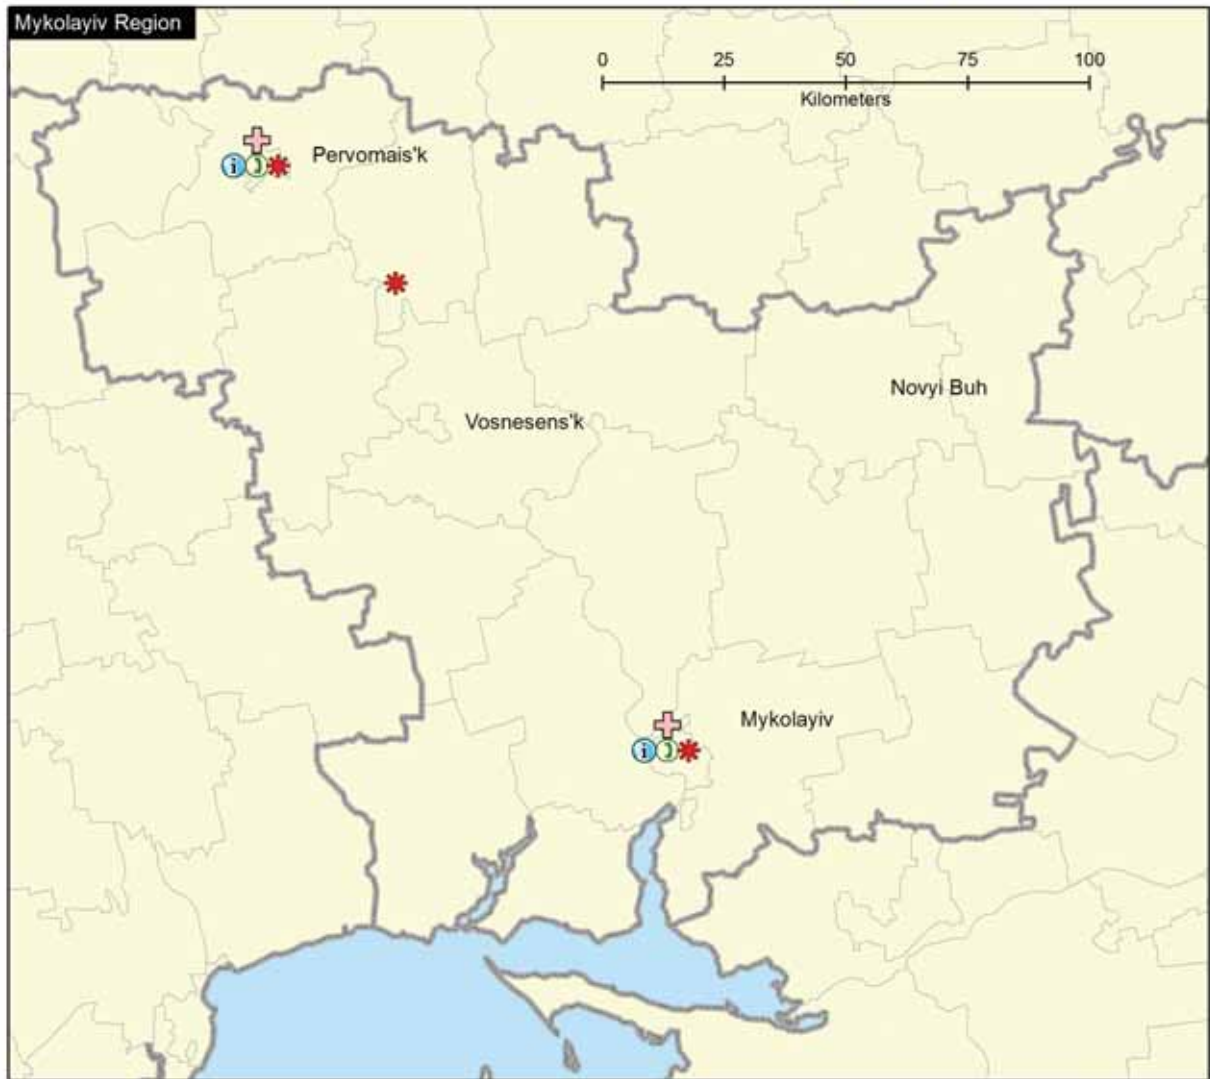 Mykolayiv Region
0 25 50 75 100
Kilometers
Pervomais'k
i
i
Novyi Buh
Vosnesens'k
Mykolayiv